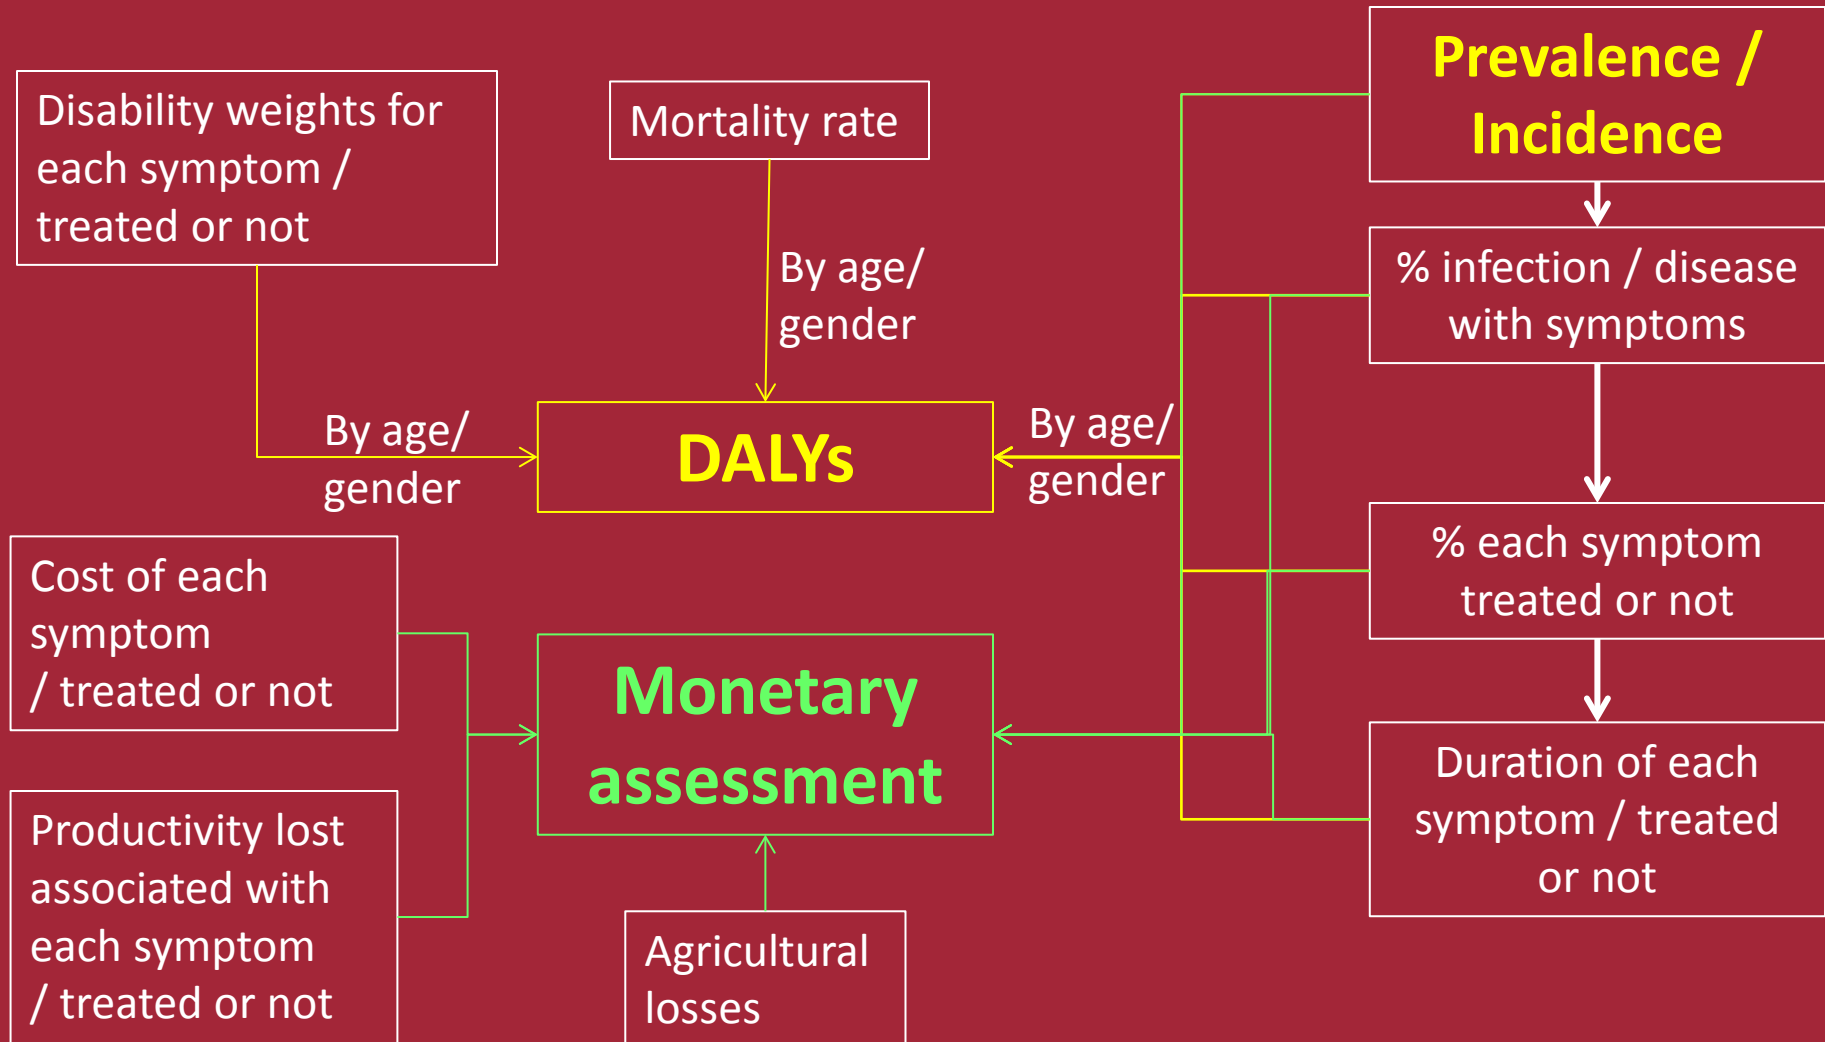 Prevalence /
Incidence
Disability weights for
each symptom /
treated or not
Mortality rate
By age/
gender
% infection / disease
with symptoms
By age/
gender
DALYs
By age/
gender
% each symptom
treated or not
Cost of each
symptom
/ treated or not
Monetary
assessment
Duration of each
symptom / treated
or not
Productivity lost
associated with
each symptom
/ treated or not
Agricultural
losses